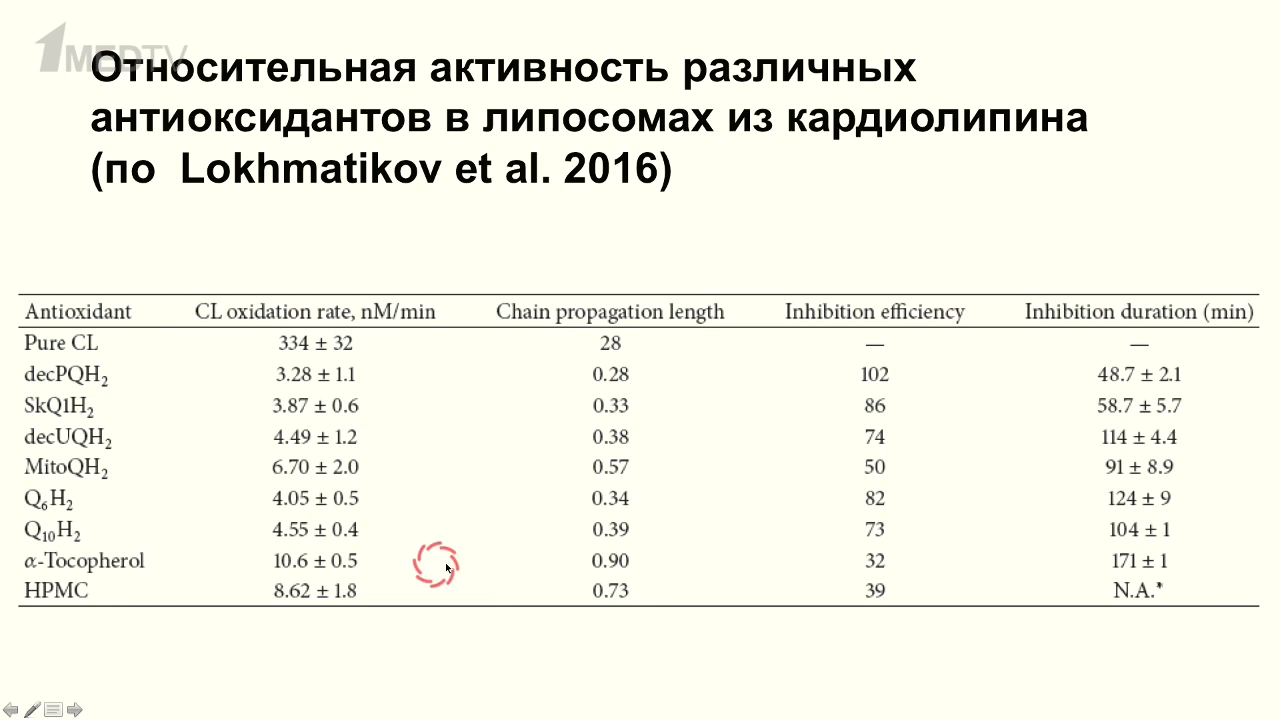 1MEDTV
Относительная активность различных
антиоксидантов в липосомах из кардиолипина
(по Lokhmatikov et al. 2016)
Antioxidant CL oxidation rate, nM/min Chain propagation length Inhibition efficiency Inhibition duration (min)
Pure CL 334 ± 32 28 — —
decPQH₂ 3.28 ± 1.1 0.28 102 48.7 ± 2.1
SkQ1H₂ 3.87 ± 0.6 0.33 86 58.7 ± 5.7
decUQH₂ 4.49 ± 1.2 0.38 74 114 ± 4.4
MitoQH₂ 6.70 ± 2.0 0.57 50 91 ± 8.9
Q₆H₂ 4.05 ± 0.5 0.34 82 124 ± 9
Q₁₀H₂ 4.55 ± 0.4 0.39 73 104 ± 1
α-Tocopherol 10.6 ± 0.5 0.90 32 171 ± 1
HPMC 8.62 ± 1.8 0.73 39 N.A.*